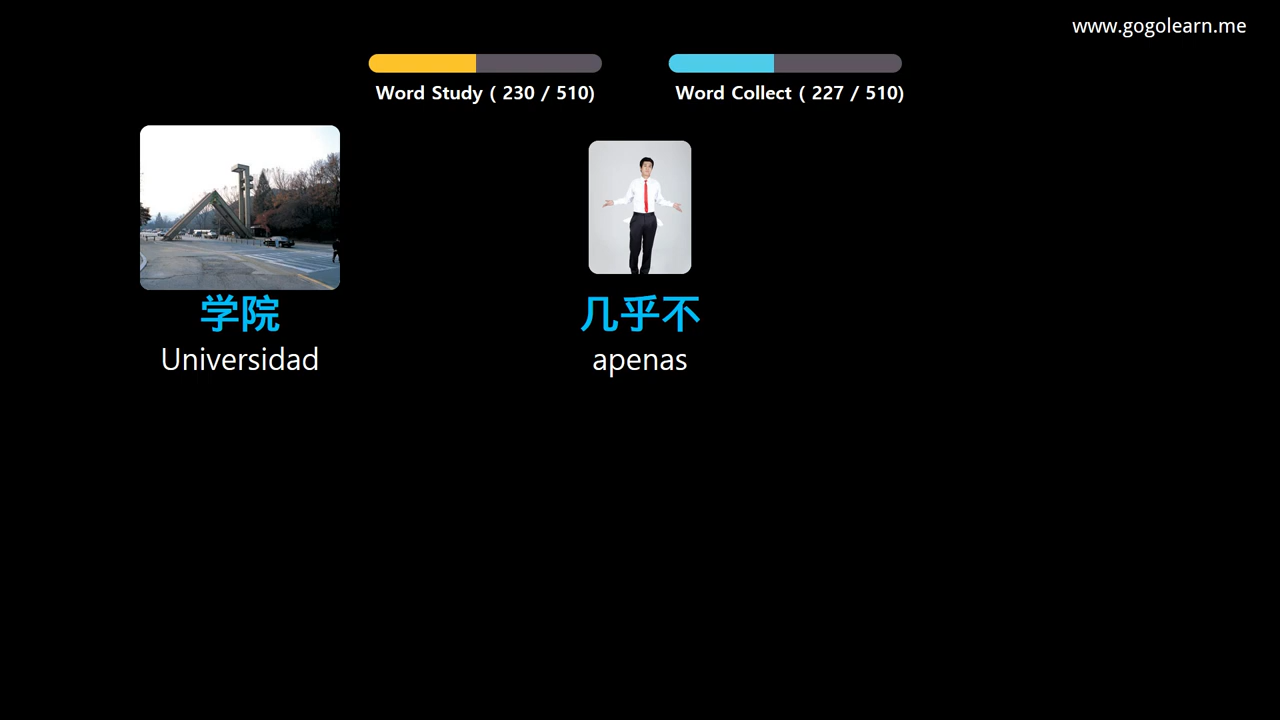 www.gogolearn.me
Word Study ( 230 / 510)
Word Collect ( 227 / 510)
学院
Universidad
几乎不
apenas